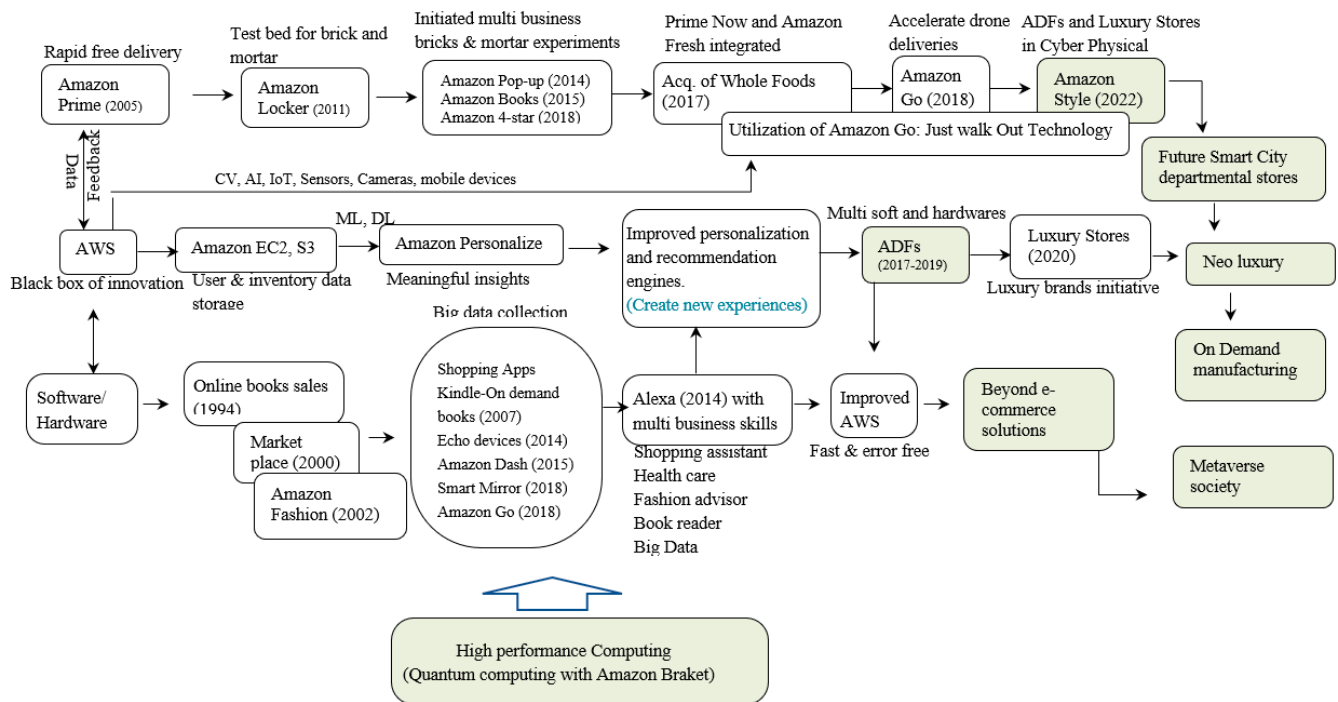 Rapid free delivery
Amazon
Prime (2005)
Test bed for brick and
mortar
Amazon
Locker (2011)
Initiated multi business
bricks & mortar experiments
Amazon Pop-up (2014)
Amazon Books (2015)
Amazon 4-star (2018)
Prime Now and Amazon
Fresh integrated
Acq. of Whole Foods
(2017)
Accelerate drone
deliveries
Amazon
Go (2018)
ADFs and Luxury Stores
in Cyber Physical
Amazon
Style (2022)
Utilization of Amazon Go: Just walk Out Technology
Future Smart City
departmental stores
Data
Feedback
CV, AI, IoT, Sensors, Cameras, mobile devices
AWS
Black box of innovation
Amazon EC2, S3
User & inventory data
storage
ML, DL
Amazon Personalize
Meaningful insights
Improved personalization
and recommendation
engines.
(Create new experiences)
Multi soft and hardwares
ADFs
(2017-2019)
Luxury Stores
(2020)
Luxury brands initiative
Neo luxury
On Demand
manufacturing
Software/
Hardware
Online books sales
(1994)
Market
place (2000)
Amazon
Fashion (2002)
Big data collection
Shopping Apps
Kindle-On demand
books (2007)
Echo devices (2014)
Amazon Dash (2015)
Smart Mirror (2018)
Amazon Go (2018)
Alexa (2014) with
multi business skills
Shopping assistant
Health care
Fashion advisor
Book reader
Big Data
Improved
AWS
Fast & error free
Beyond e-
commerce
solutions
Metaverse
society
High performance Computing
(Quantum computing with Amazon Braket)